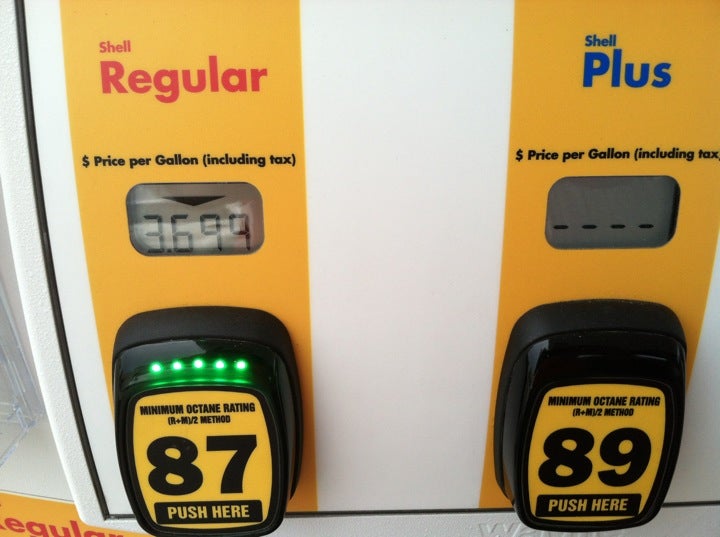 Shell
Regular
$ Price per Gallon (including tax)
3.699
MINIMUM OCTANE RATING
(R+M)/2 METHOD
87
PUSH HERE
Shell
Plus
$ Price per Gallon (including tax
- - - -
MINIMUM OCTANE RATING
(R+M)/2 METHOD
89
PUSH HERE
egular